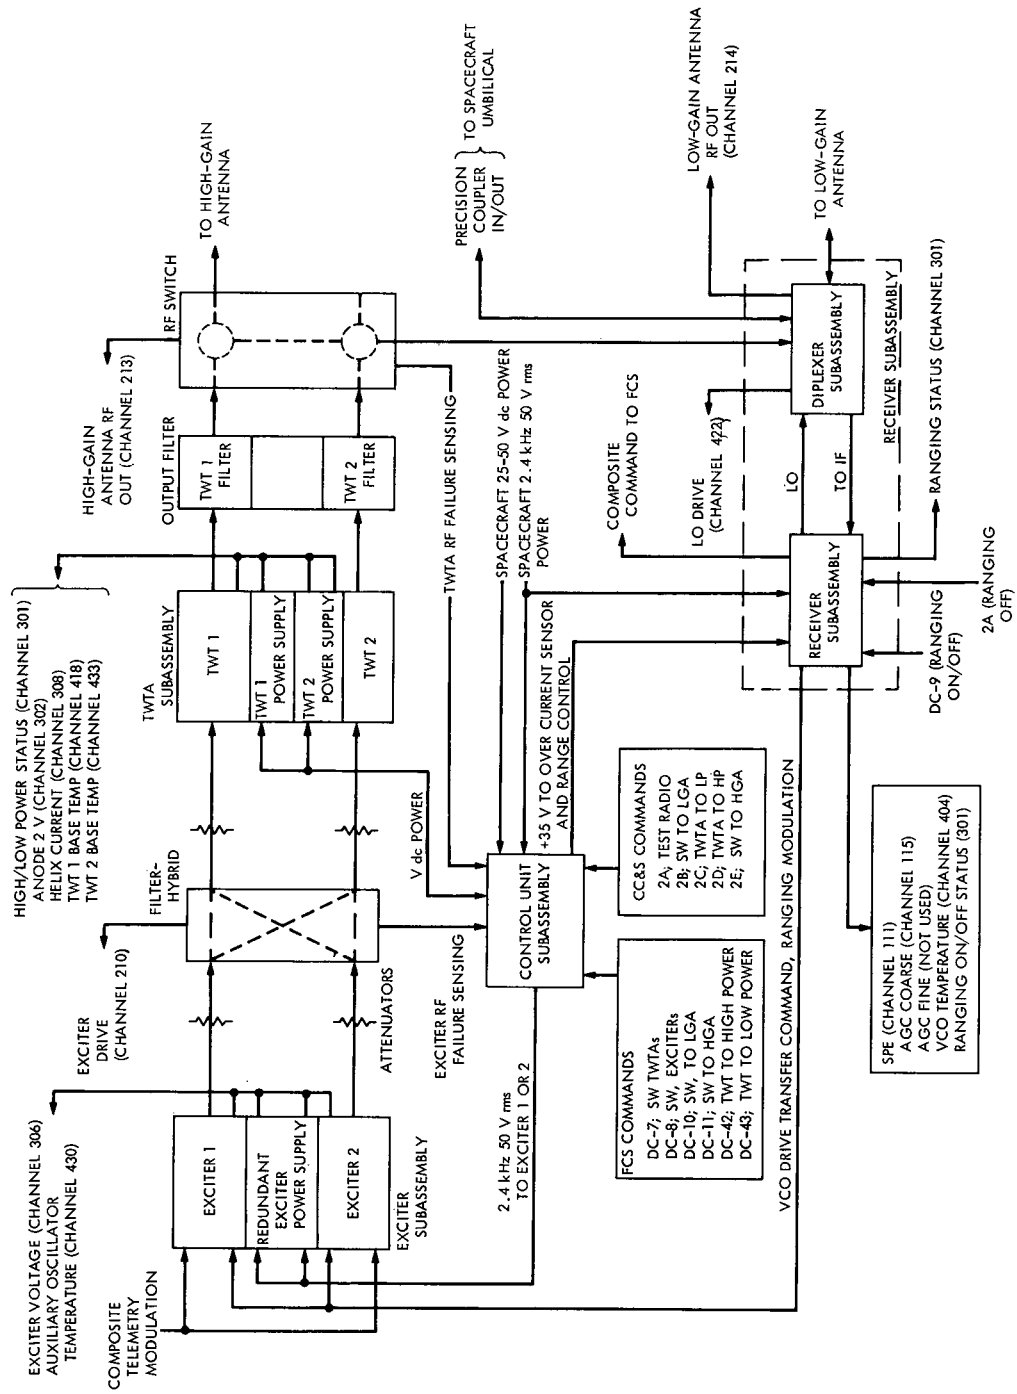 EXCITER VOLTAGE (CHANNEL 306)
AUXILIARY OSCILLATOR
TEMPERATURE (CHANNEL 430)
COMPOSITE
TELEMETRY
MODULATION
EXCITER 1
REDUNDANT
EXCITER
POWER SUPPLY
EXCITER 2
EXCITER
SUBASSEMBLY
EXCITER
DRIVE
(CHANNEL 210)
FILTER-
HYBRID
ATTENUATORS
EXCITER RF
FAILURE SENSING
HIGH/LOW POWER STATUS (CHANNEL 301)
ANODE 2 V (CHANNEL 302)
HELIX CURRENT (CHANNEL 308)
TWT 1 BASE TEMP (CHANNEL 418)
TWT 2 BASE TEMP (CHANNEL 433)
TWTA
SUBASSEMBLY
TWT 1
TWT 1
POWER SUPPLY
TWT 2
POWER SUPPLY
TWT 2
V dc POWER
HIGH-GAIN
ANTENNA RF
OUT (CHANNEL 213)
OUTPUT FILTER
TWT 1
FILTER
TWT 2
FILTER
RF SWITCH
TO HIGH-GAIN
ANTENNA
TWTA RF FAILURE SENSING
PRECISION
COUPLER
IN/OUT
TO SPACECRAFT
UMBILICAL
SPACECRAFT 25-50 V dc POWER
SPACECRAFT 2.4 kHz 50 V rms
POWER
2.4 kHz 50 V rms
TO EXCITER 1 OR 2
CONTROL UNIT
SUBASSEMBLY
+35 V TO OVER CURRENT SENSOR
AND RANGE CONTROL
FCS COMMANDS
DC-7; SW TWTAs
DC-8; SW, EXCITERs
DC-10; SW, TO LGA
DC-11; SW TO HGA
DC-42; TWT TO HIGH POWER
DC-43; TWT TO LOW POWER
CC&S COMMANDS
2A; TEST RADIO
2B; SW TO LGA
2C; TWTA TO LP
2D; TWTA TO HP
2E; SW TO HGA
COMPOSITE
COMMAND TO FCS
LO DRIVE
(CHANNEL 422)
LOW-GAIN ANTENNA
RF OUT
(CHANNEL 214)
VCO DRIVE TRANSFER COMMAND, RANGING MODULATION
RECEIVER
SUBASSEMBLY
LO
TO IF
DIPLEXER
SUBASSEMBLY
TO LOW-GAIN
ANTENNA
RECEIVER SUBASSEMBLY
RANGING STATUS (CHANNEL 301)
DC-9 (RANGING
ON/OFF)
2A (RANGING
OFF)
SPE (CHANNEL 111)
AGC COARSE (CHANNEL 115)
AGC FINE (NOT USED)
VCO TEMPERATURE (CHANNEL 404)
RANGING ON/OFF STATUS (301)